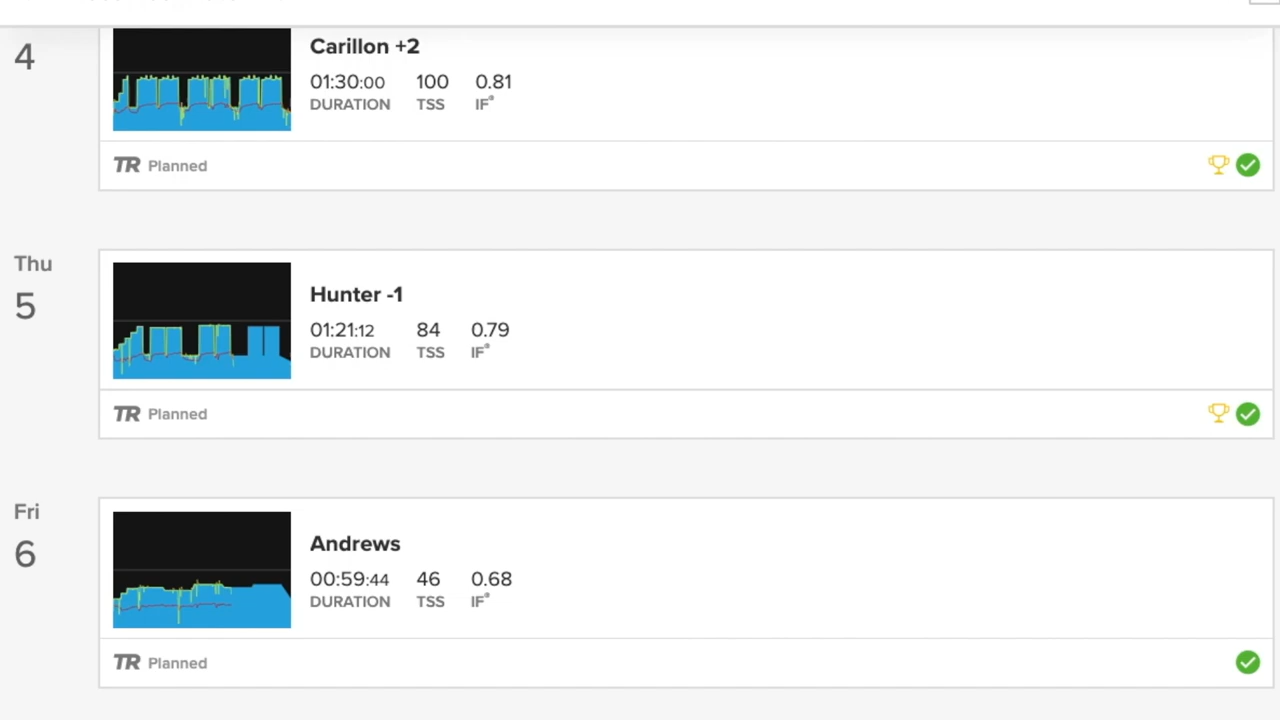 4
Carillon +2
01:30:00 100 0.81
DURATION TSS IF®
TR Planned
Thu
5
Hunter -1
01:21:12 84 0.79
DURATION TSS IF®
TR Planned
Fri
6
Andrews
00:59:44 46 0.68
DURATION TSS IF®
TR Planned